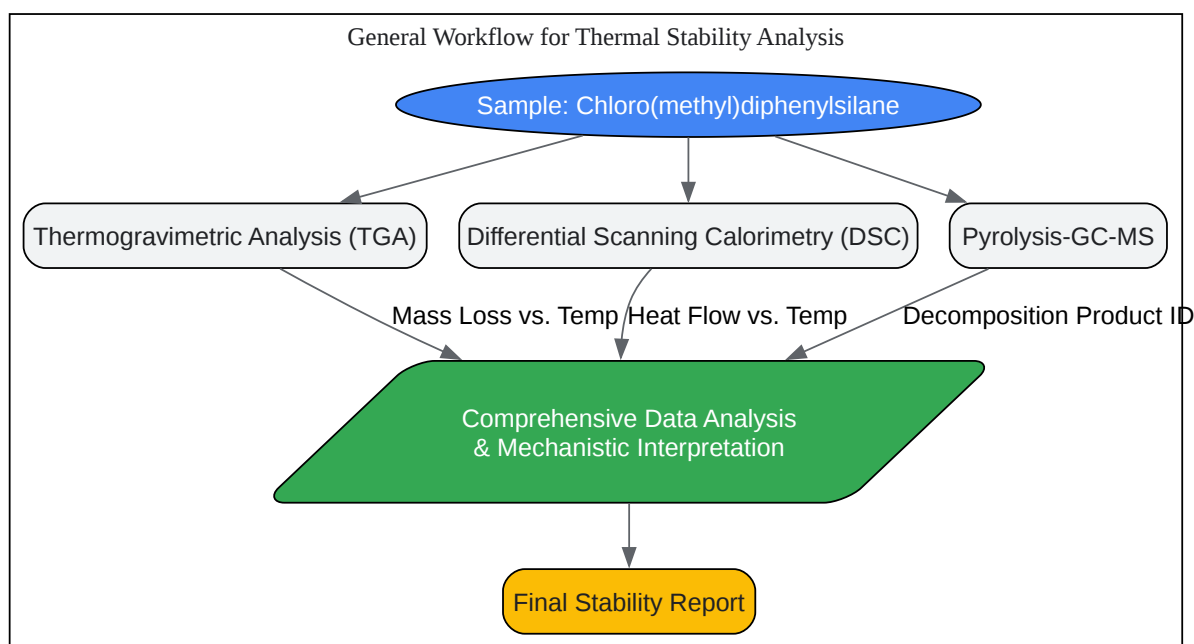 General Workflow for Thermal Stability Analysis
Sample: Chloro(methyl)diphenylsilane
Thermogravimetric Analysis (TGA)
Differential Scanning Calorimetry (DSC)
Pyrolysis-GC-MS
Mass Loss vs. Temp
Heat Flow vs. Temp
Decomposition Product ID
Comprehensive Data Analysis
& Mechanistic Interpretation
Final Stability Report